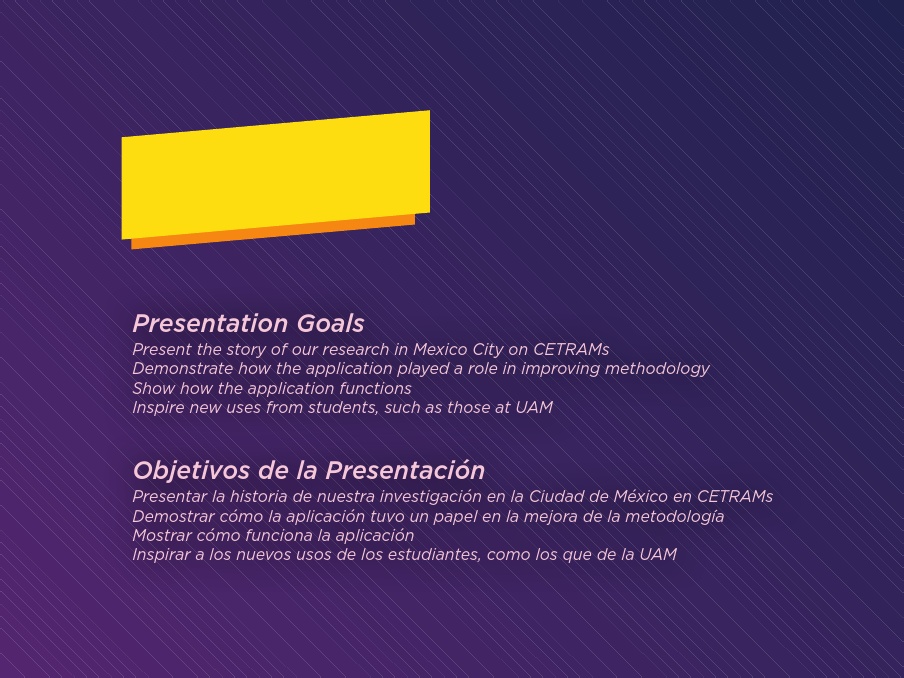 Presentation Goals
Present the story of our research in Mexico City on CETRAMs
Demonstrate how the application played a role in improving methodology
Show how the application functions
Inspire new uses from students, such as those at UAM
Objetivos de la Presentación
Presentar la historia de nuestra investigación en la Ciudad de México en CETRAMs
Demostrar cómo la aplicación tuvo un papel en la mejora de la metodología
Mostrar cómo funciona la aplicación
Inspirar a los nuevos usos de los estudiantes, como los que de la UAM